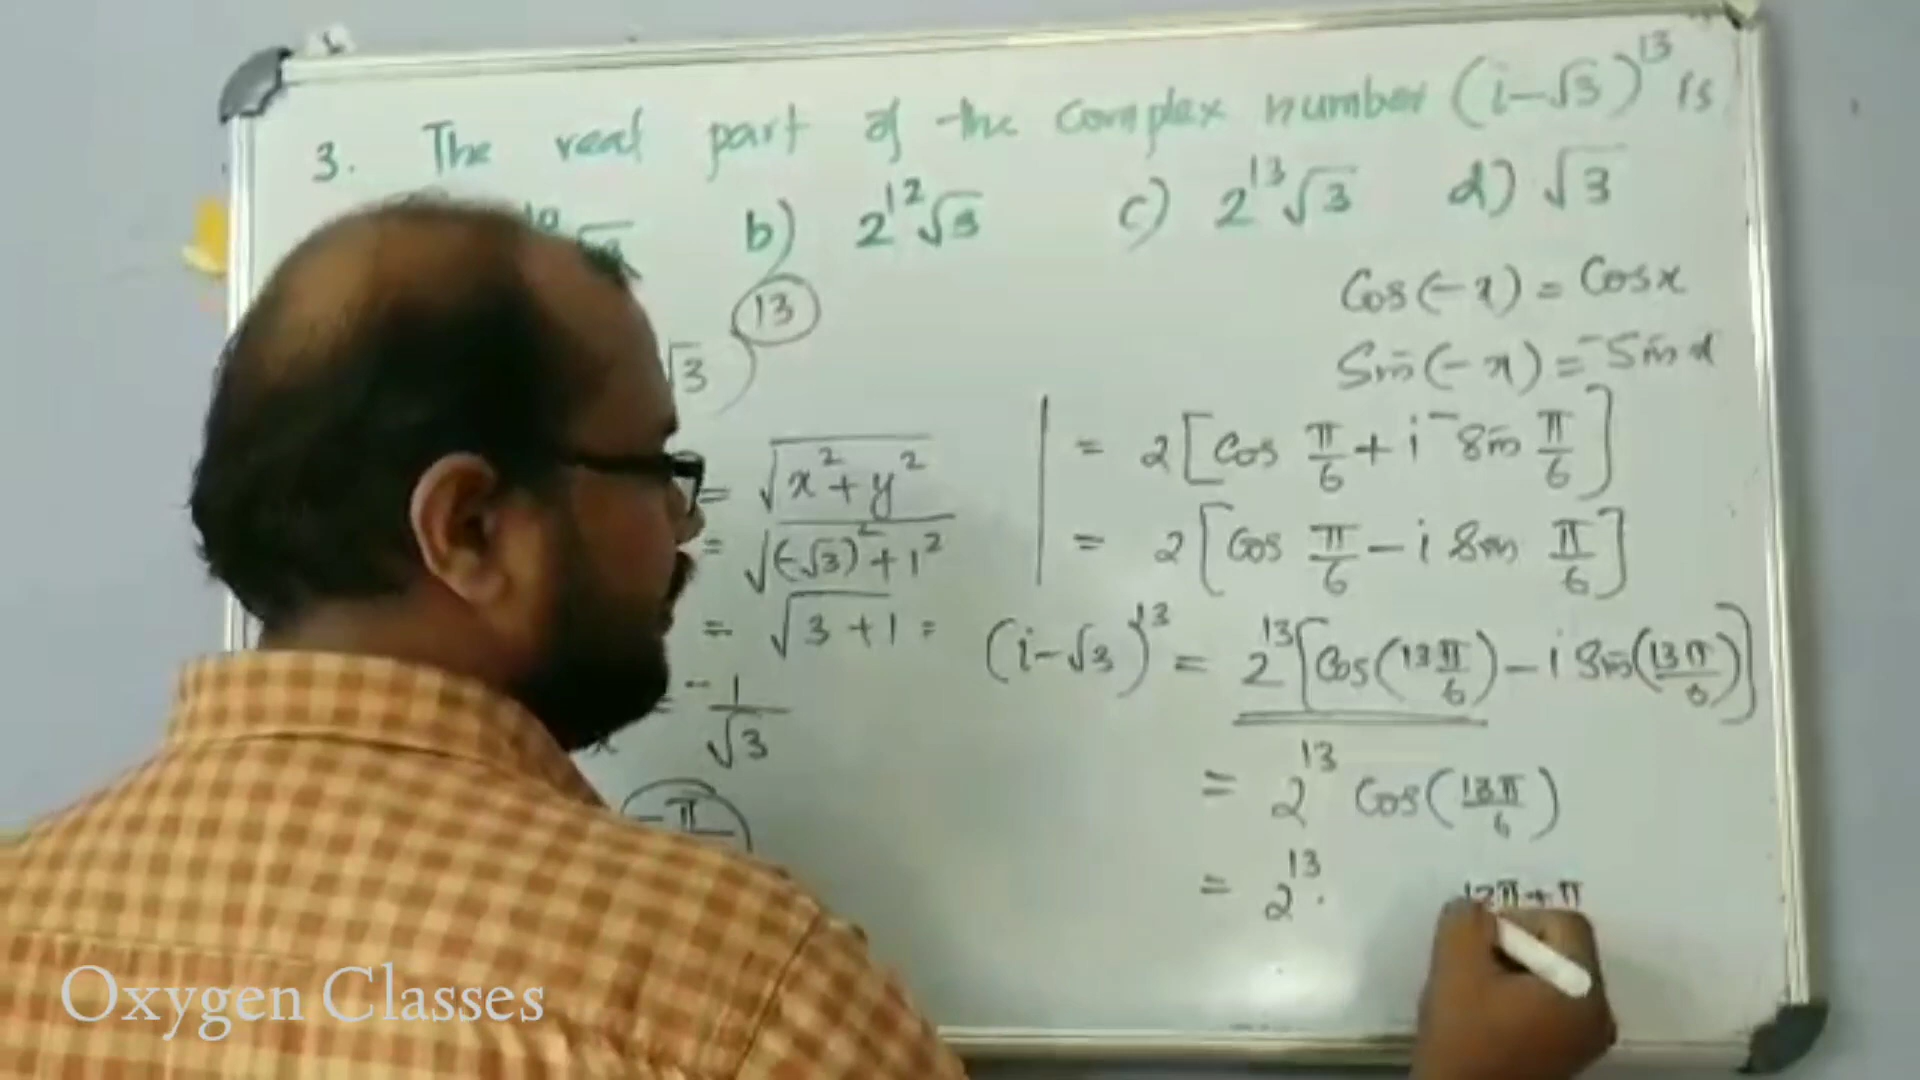 3. The real part of the complex number (i-√3)^13 is
b) 2^12√3 c) 2^13√3 d) √3
13
√3)
Cos(-x) = Cosx
Sin(-x) = -Sinx
= √(x²+y²)
= √((-√3)²+1²)
= √(3+1) =
= -1/√3
-π
= 2[Cos π/6 + i -Sin π/6]
= 2[Cos π/6 - i Sin π/6]
(i-√3)^13 = 2^13[Cos(13π/6) - i Sin(13π/6)]
= 2^13 Cos(13π/6)
= 2^13. 12π+π
Oxygen Classes